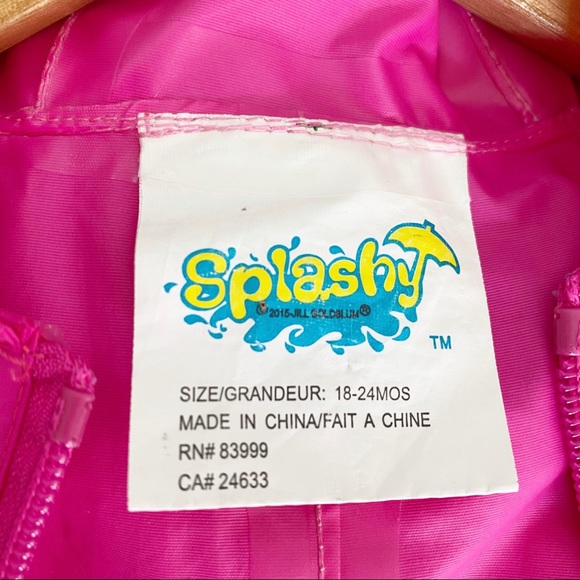 Splashy
© 2015-JILL GOLDBLUM®
TM
SIZE/GRANDEUR: 18-24MOS
MADE IN CHINA/FAIT A CHINE
RN# 83999
CA# 24633